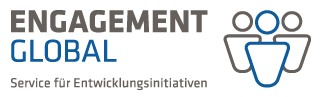 ENGAGEMENT
GLOBAL
Service für Entwicklungsinitiativen